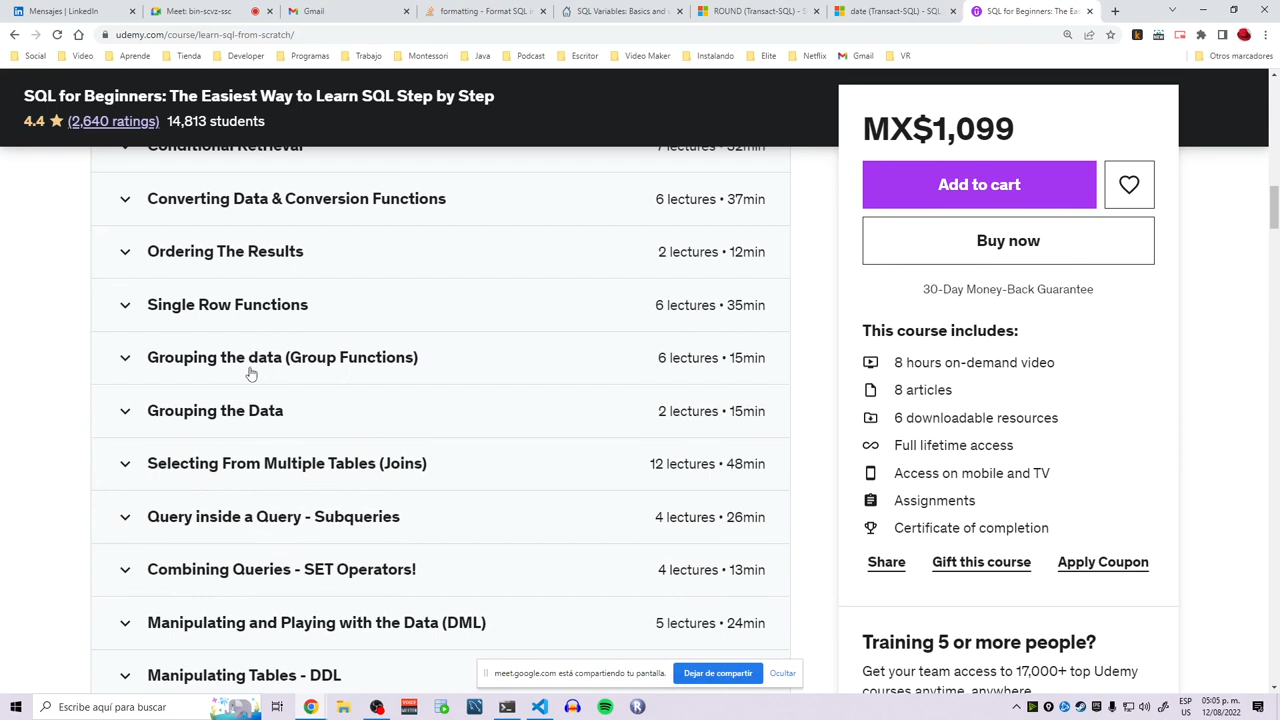 Mensajes | LinkedIn
Meet: bin-cvsz-
Gmail
formatting - Format SQL in
SQL Variables: Basics and
ROUND (Transact-SQL) - S
date (Transact-SQL) - SQL
SQL for Beginners: The Eas
udemy.com/course/learn-sql-from-scratch/
Social
Video
Aprende
Tienda
Developer
Programas
Trabajo
Montessori
Java
Podcast
Escritor
Video Maker
Instalando
Elite
Netflix
Gmail
VR
Otros marcadores
SQL for Beginners: The Easiest Way to Learn SQL Step by Step
4.4 ★ (2,640 ratings) 14,813 students
Conditional Retrieval 7 lectures • 32min
Converting Data & Conversion Functions 6 lectures • 37min
Ordering The Results 2 lectures • 12min
Single Row Functions 6 lectures • 35min
Grouping the data (Group Functions) 6 lectures • 15min
Grouping the Data 2 lectures • 15min
Selecting From Multiple Tables (Joins) 12 lectures • 48min
Query inside a Query - Subqueries 4 lectures • 26min
Combining Queries - SET Operators! 4 lectures • 13min
Manipulating and Playing with the Data (DML) 5 lectures • 24min
Manipulating Tables - DDL
MX$1,099
Add to cart
Buy now
30-Day Money-Back Guarantee
This course includes:
8 hours on-demand video
8 articles
6 downloadable resources
Full lifetime access
Access on mobile and TV
Assignments
Certificate of completion
Share Gift this course Apply Coupon
Training 5 or more people?
Get your team access to 17,000+ top Udemy
courses anytime, anywhere.
meet.google.com está compartiendo tu pantalla. Dejar de compartir Ocultar
Escribe aquí para buscar
ESP
US
05:05 p. m.
12/08/2022